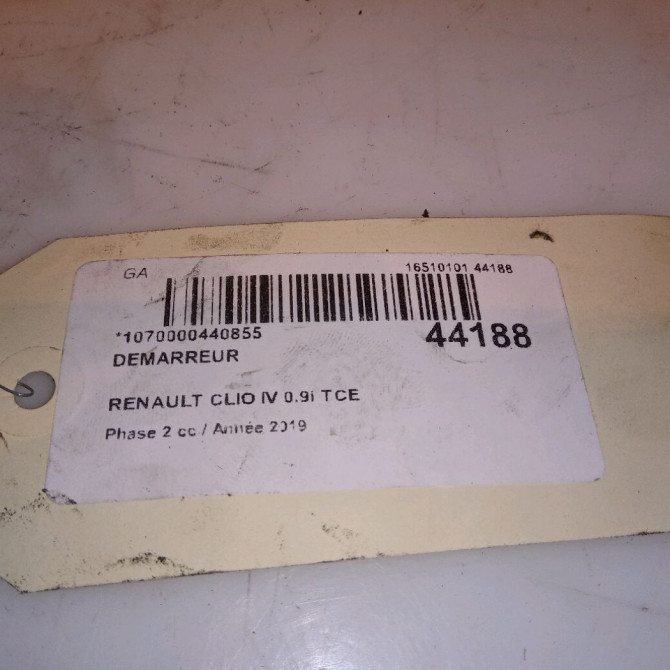 GA 16510101 44188
*1070000440855 44188
DEMARREUR
RENAULT CLIO IV 0.9i TCE
Phase 2 cc / Année 2019